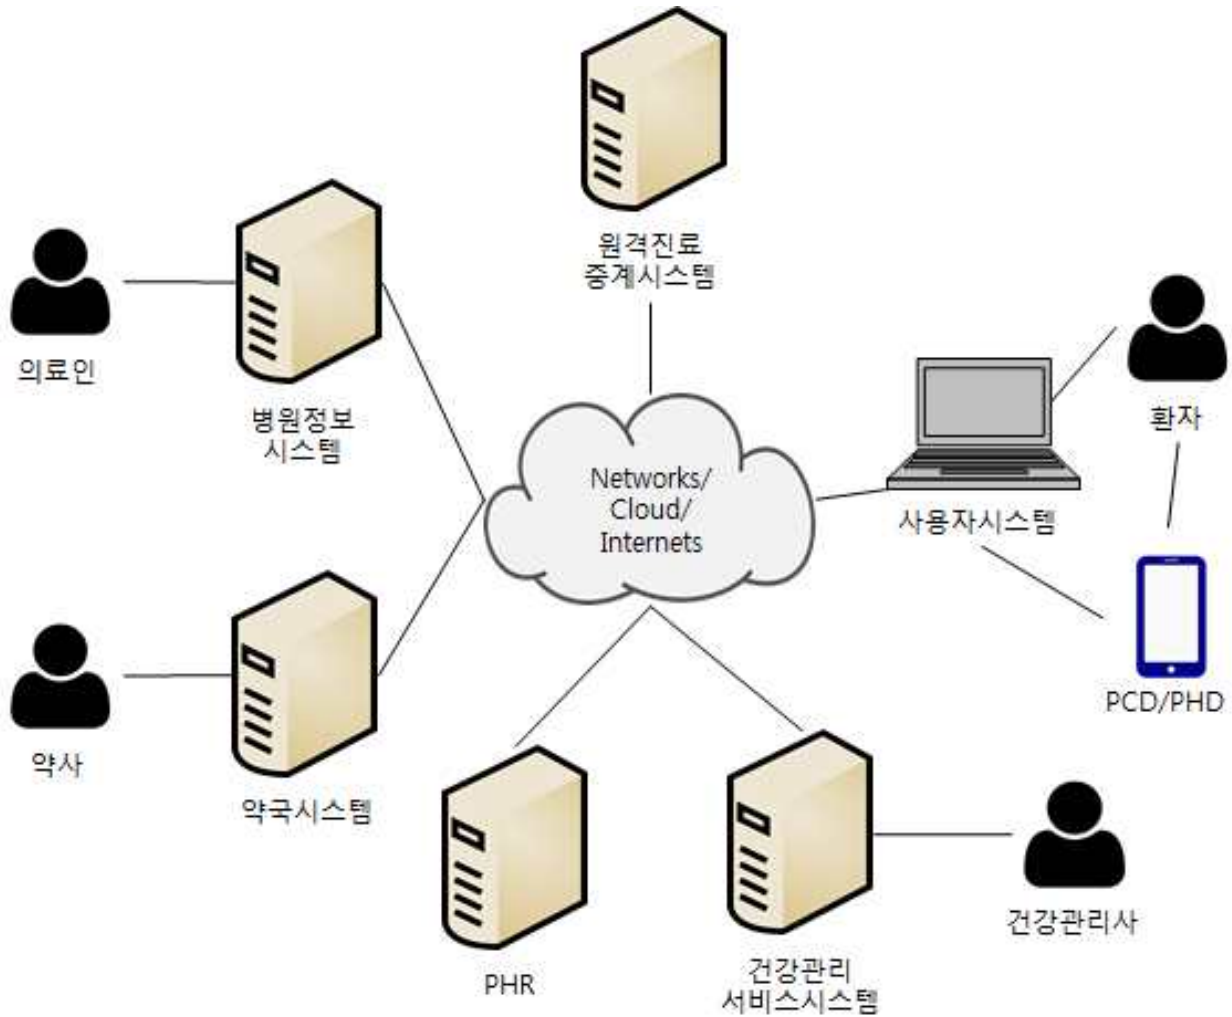 원격진료
중계시스템
의료인
병원정보
시스템
환자
Networks/
Cloud/
Internets
사용자시스템
PCD/PHD
약사
약국시스템
건강관리사
PHR
건강관리
서비스시스템